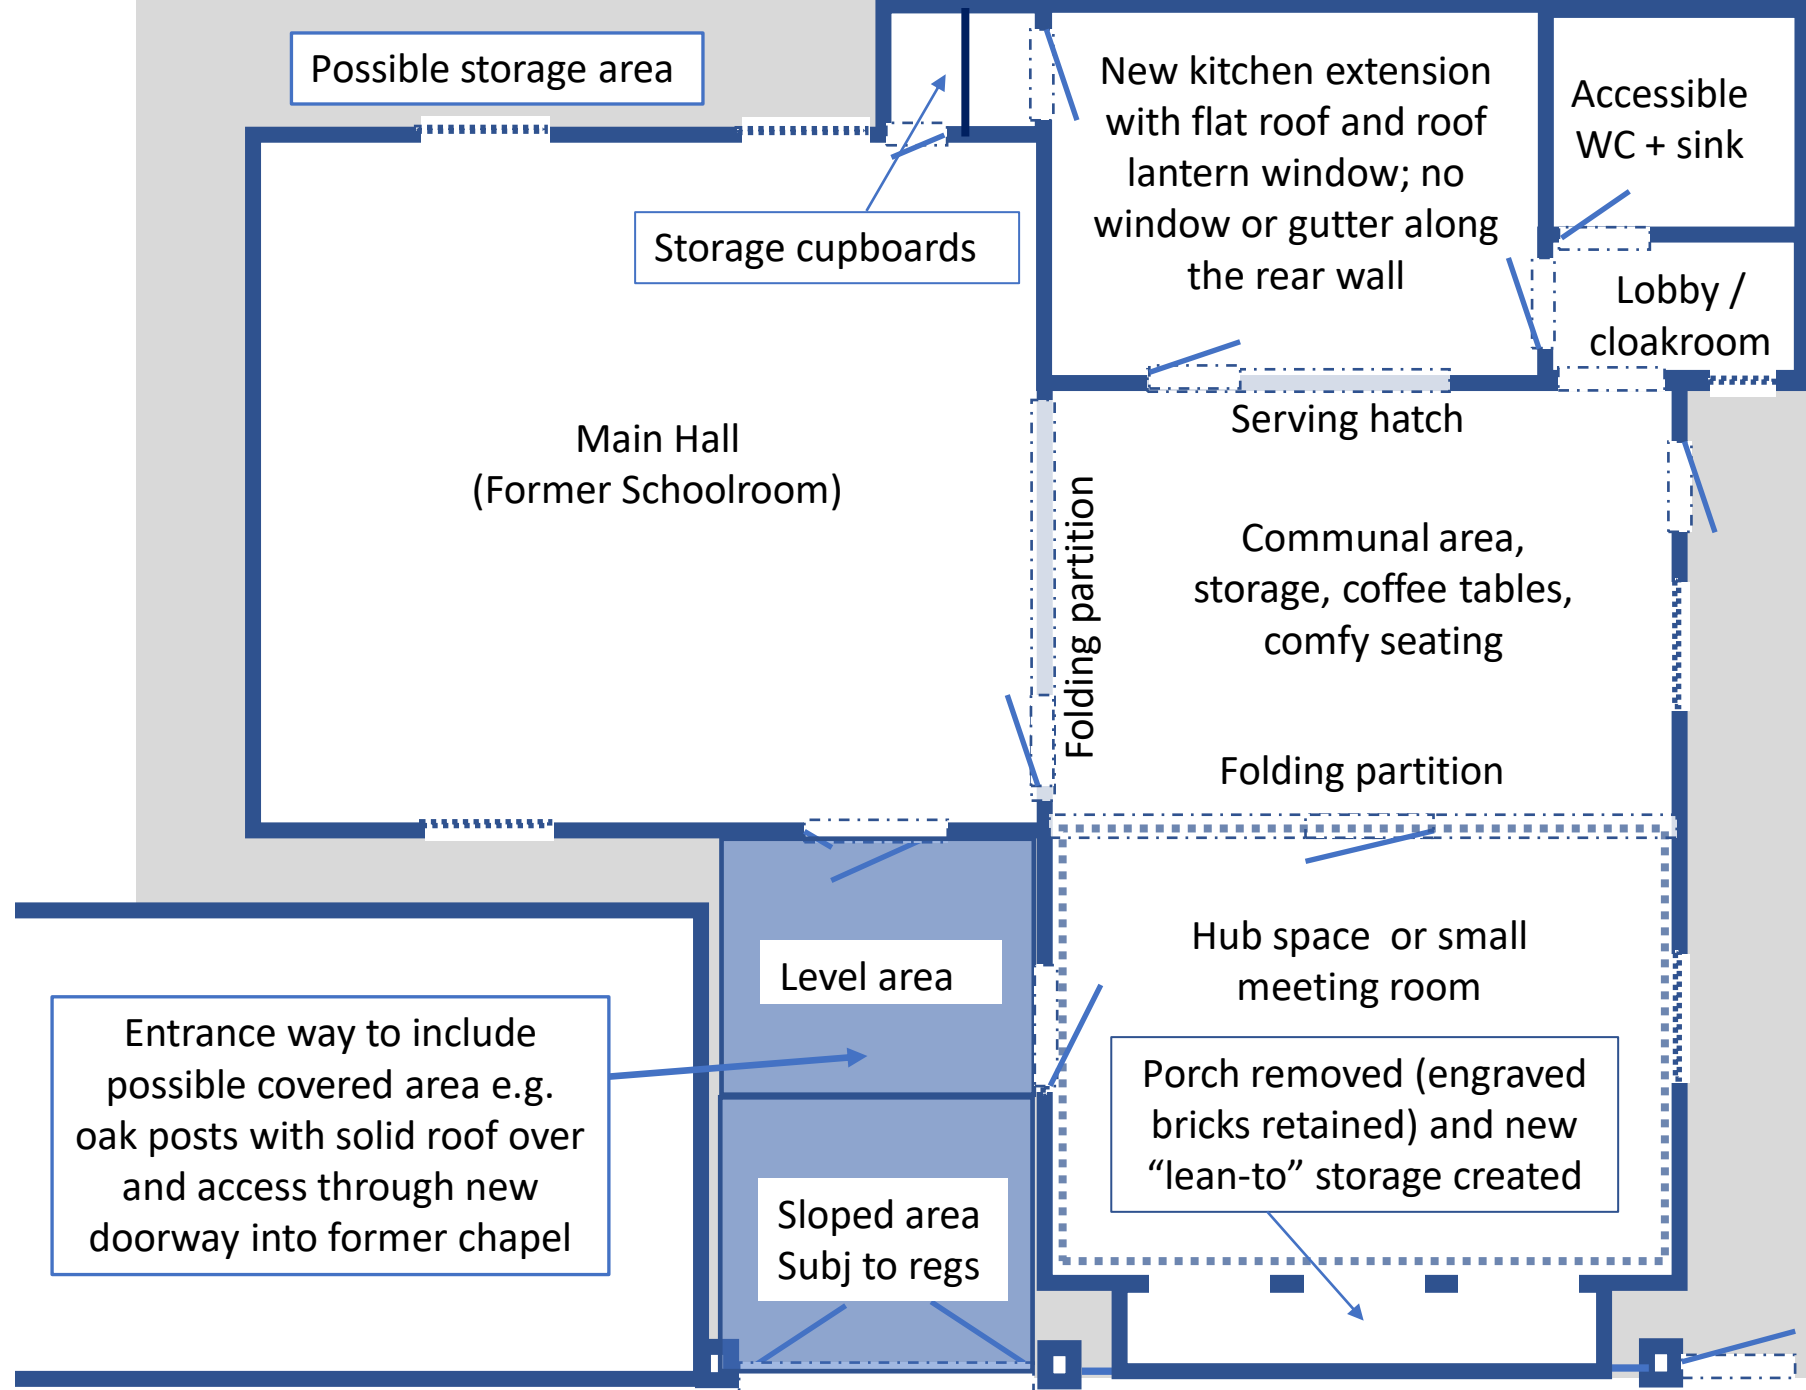 Possible storage area
New kitchen extension
with flat roof and roof
lantern window; no
window or gutter along
the rear wall
Accessible
WC + sink
Storage cupboards
Lobby /
cloakroom
Serving hatch
Main Hall
(Former Schoolroom)
Folding partition
Communal area,
storage, coffee tables,
comfy seating
Folding partition
Level area
Hub space  or small
meeting room
Entrance way to include
possible covered area e.g.
oak posts with solid roof over
and access through new
doorway into former chapel
Porch removed (engraved
bricks retained) and new
“lean-to” storage created
Sloped area
Subj to regs